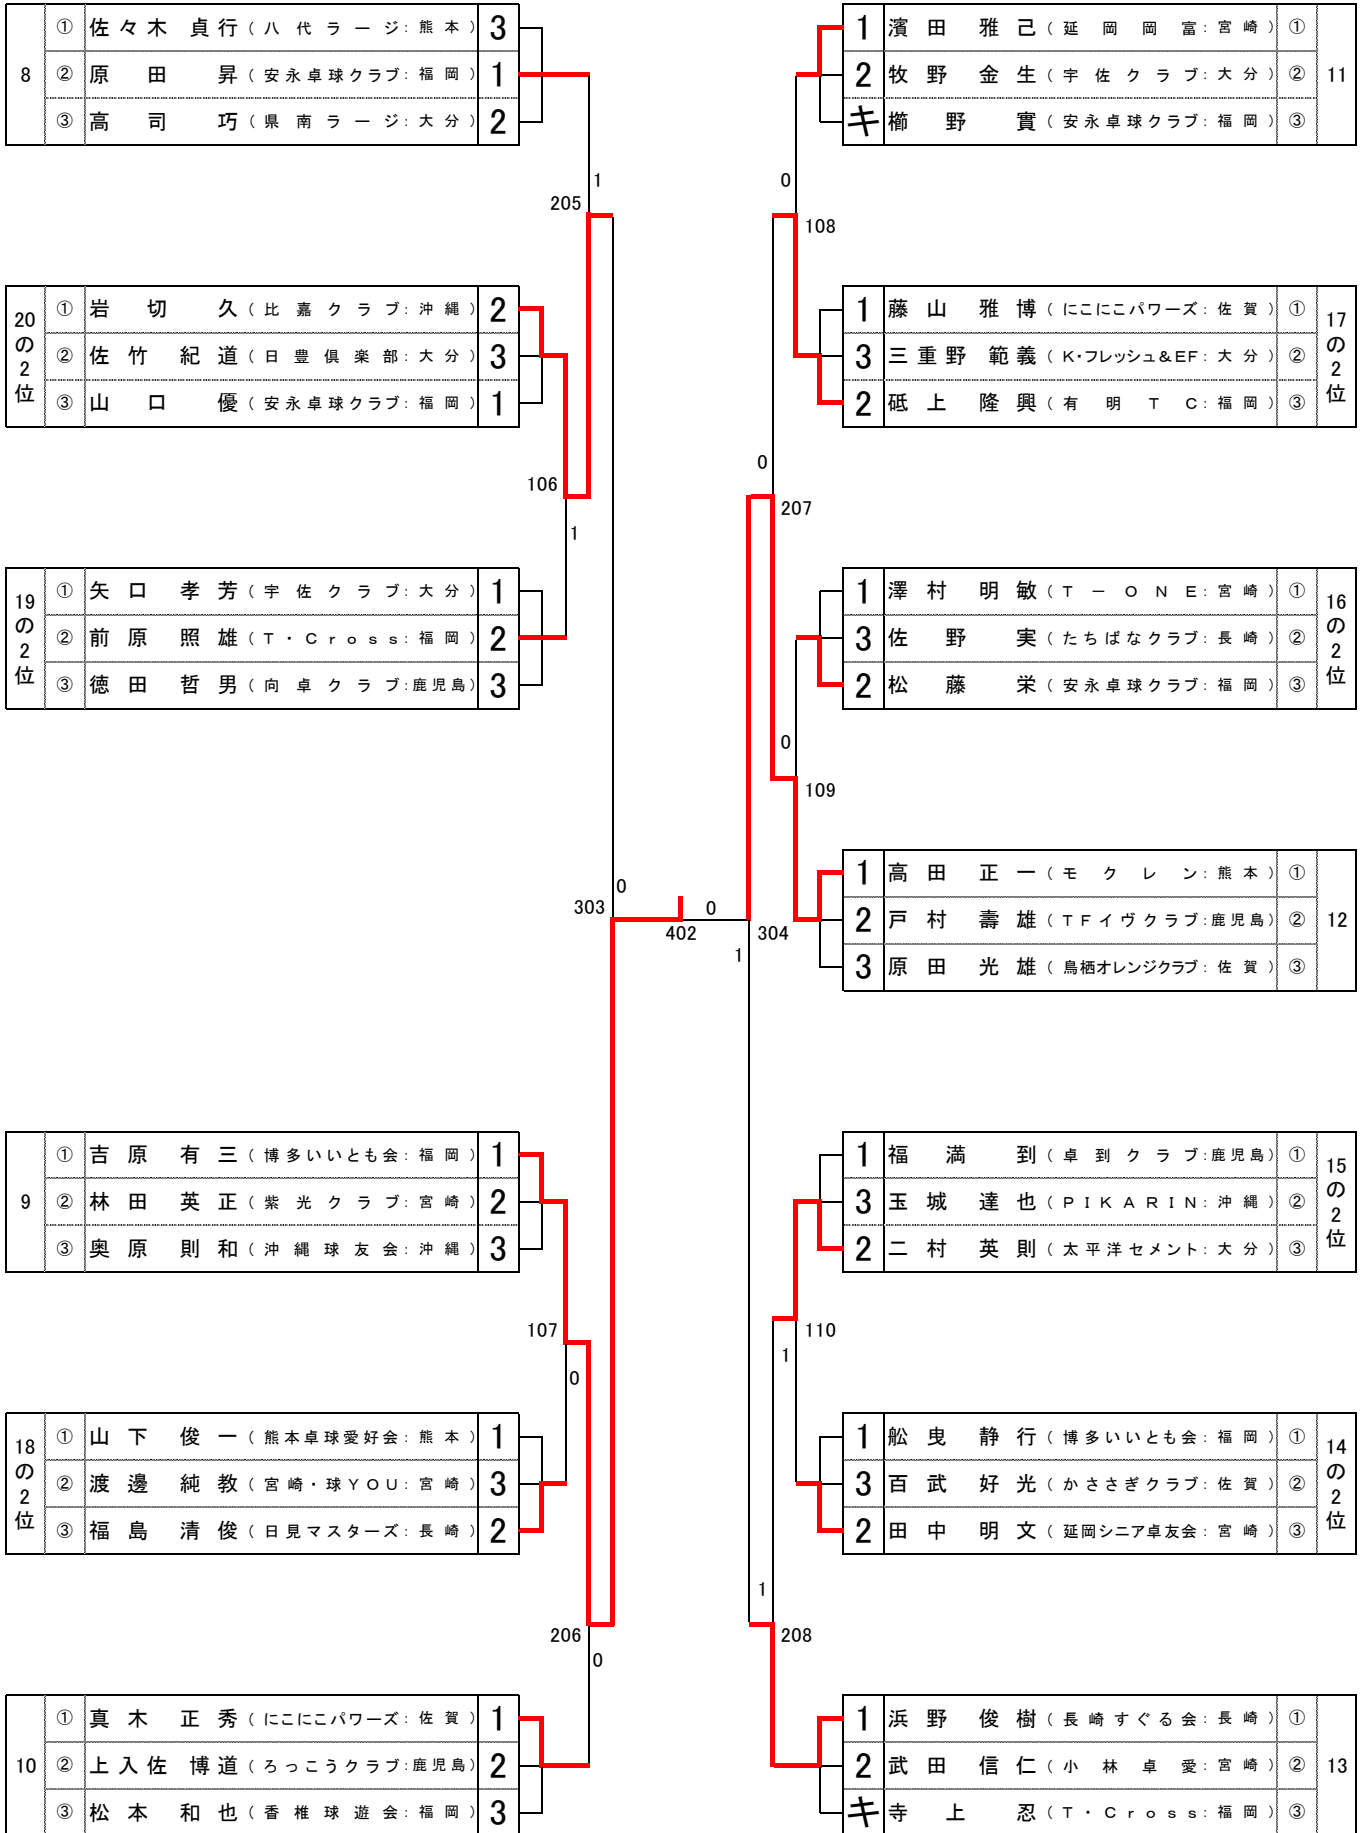 8
① 佐々木 貞行 (八代ラージ:熊本) 3
② 原田 昇 (安永卓球クラブ:福岡) 1
③ 高司 巧 (県南ラージ:大分) 2
1
205
20の2位
① 岩切 久 (比嘉クラブ:沖縄) 2
② 佐竹 紀道 (日豊倶楽部:大分) 3
③ 山口 優 (安永卓球クラブ:福岡) 1
106
1
19の2位
① 矢口 孝芳 (宇佐クラブ:大分) 1
② 前原 照雄 (T・Cross:福岡) 2
③ 徳田 哲男 (向卓クラブ:鹿児島) 3
303
0
402
0
9
① 吉原 有三 (博多いいとも会:福岡) 1
② 林田 英正 (紫光クラブ:宮崎) 2
③ 奥原 則和 (沖縄球友会:沖縄) 3
107
0
18の2位
① 山下 俊一 (熊本卓球愛好会:熊本) 1
② 渡邊 純教 (宮崎・球YOU:宮崎) 3
③ 福島 清俊 (日見マスターズ:長崎) 2
206
0
10
① 真木 正秀 (にこにこパワーズ:佐賀) 1
② 上入佐 博道 (ろっこうクラブ:鹿児島) 2
③ 松本 和也 (香椎球遊会:福岡) 3
1 濱田 雅己 (延岡岡富:宮崎) ①
2 牧野 金生 (宇佐クラブ:大分) ②
キ 櫛野 實 (安永卓球クラブ:福岡) ③
11
0
108
1 藤山 雅博 (にこにこパワーズ:佐賀) ①
3 三重野 範義 (K・フレッシュ&EF:大分) ②
2 砥上 隆興 (有明TC:福岡) ③
17の2位
0
207
1 澤村 明敏 (T-ONE:宮崎) ①
3 佐野 実 (たちばなクラブ:長崎) ②
2 松藤 栄 (安永卓球クラブ:福岡) ③
16の2位
0
109
1 高田 正一 (モクレン:熊本) ①
2 戸村 壽雄 (TFイヴクラブ:鹿児島) ②
3 原田 光雄 (鳥栖オレンジクラブ:佐賀) ③
12
304
1
1 福満 到 (卓到クラブ:鹿児島) ①
3 玉城 達也 (PIKARIN:沖縄) ②
2 二村 英則 (太平洋セメント:大分) ③
15の2位
110
1
1 舩曳 静行 (博多いいとも会:福岡) ①
3 百武 好光 (かささぎクラブ:佐賀) ②
2 田中 明文 (延岡シニア卓友会:宮崎) ③
14の2位
1
208
1 浜野 俊樹 (長崎すぐる会:長崎) ①
2 武田 信仁 (小林卓愛:宮崎) ②
キ 寺上 忍 (T・Cross:福岡) ③
13